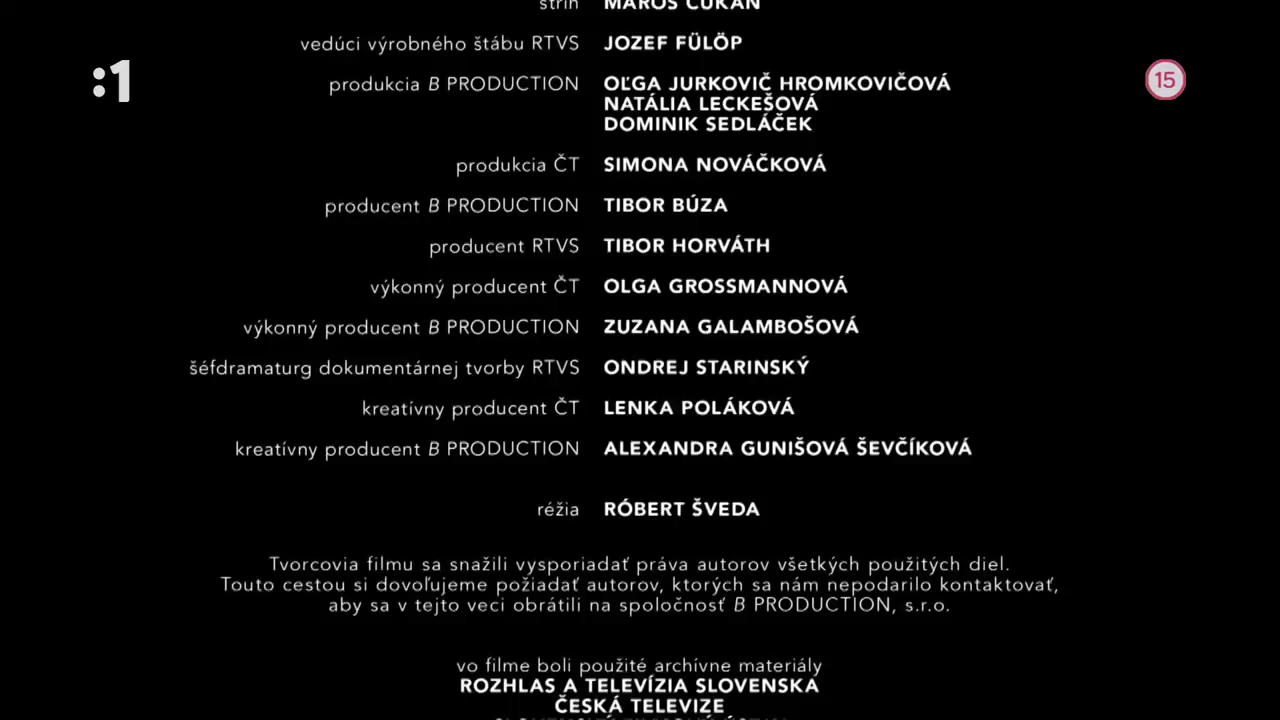 strih MAROŠ ČUKAN
vedúci výrobného štábu RTVS JOZEF FÜLÖP
:1
15
produkcia B PRODUCTION OĽGA JURKOVIČ HROMKOVIČOVÁ
NATÁLIA LECKEŠOVÁ
DOMINIK SEDLÁČEK
produkcia ČT SIMONA NOVÁČKOVÁ
producent B PRODUCTION TIBOR BÚZA
producent RTVS TIBOR HORVÁTH
výkonný producent ČT OLGA GROSSMANNOVÁ
výkonný producent B PRODUCTION ZUZANA GALAMBOŠOVÁ
šéfdramaturg dokumentárnej tvorby RTVS ONDREJ STARINSKÝ
kreatívny producent ČT LENKA POLÁKOVÁ
kreatívny producent B PRODUCTION ALEXANDRA GUNIŠOVÁ ŠEVČÍKOVÁ
réžia RÓBERT ŠVEDA
Tvorcovia filmu sa snažili vysporiadať práva autorov všetkých použitých diel.
Touto cestou si dovoľujeme požiadať autorov, ktorých sa nám nepodarilo kontaktovať,
aby sa v tejto veci obrátili na spoločnosť B PRODUCTION, s.r.o.
vo filme boli použité archívne materiály
ROZHLAS A TELEVÍZIA SLOVENSKA
ČESKÁ TELEVIZE